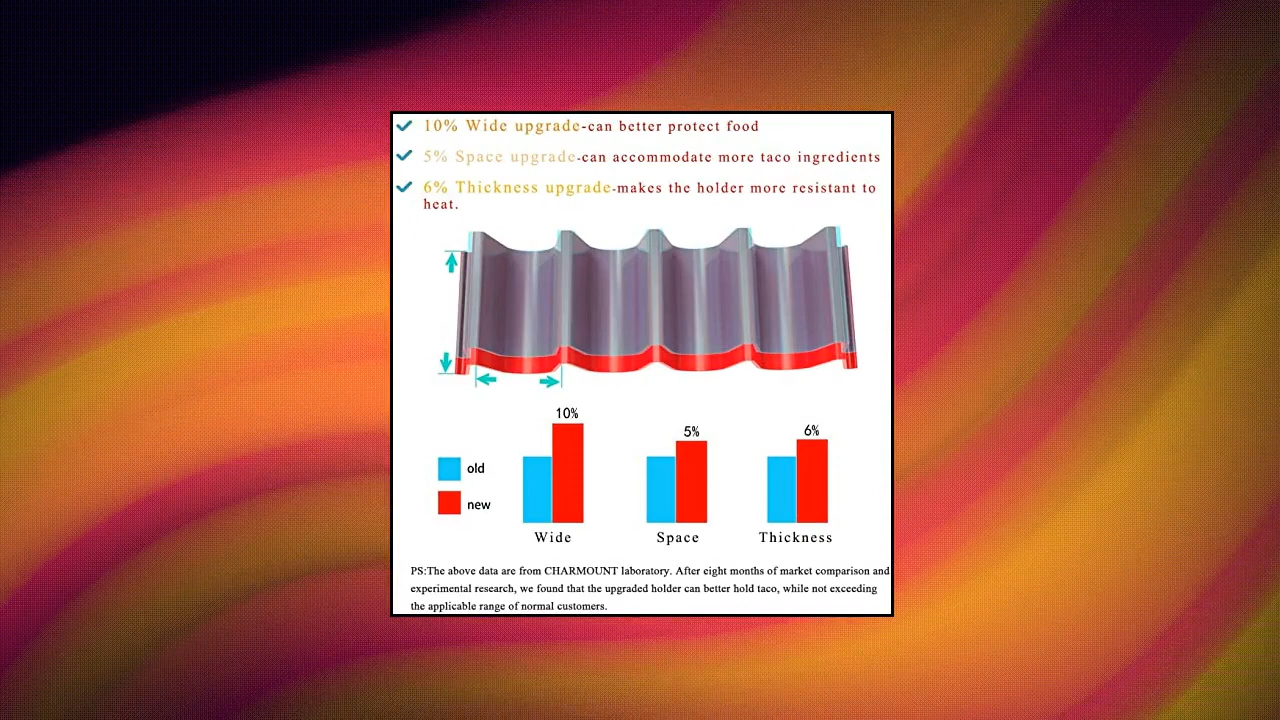 10% Wide upgrade-can better protect food
5% Space upgrade-can accommodate more taco ingredients
6% Thickness upgrade-makes the holder more resistant to
heat.
10%
5%
6%
old
new
Wide
Space
Thickness
PS:The above data are from CHARMOUNT laboratory. After eight months of market comparison and
experimental research, we found that the upgraded holder can better hold taco, while not exceeding
the applicable range of normal customers.